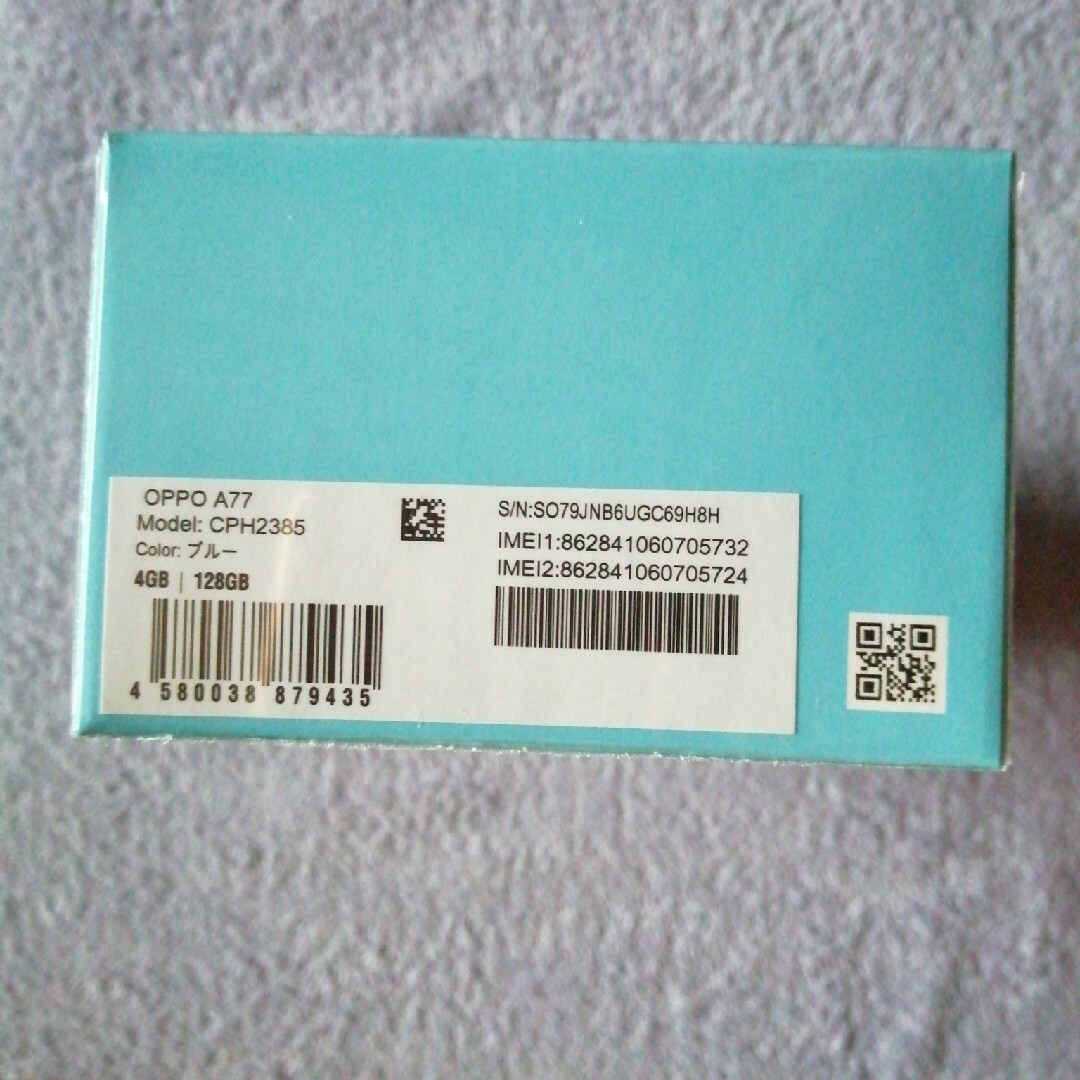 OPPO A77
Model: CPH2385
Color: ブルー
4GB | 128GB
4 580038 879435
S/N:SO79JNB6UGC69H8H
IMEI1:862841060705732
IMEI2:862841060705724